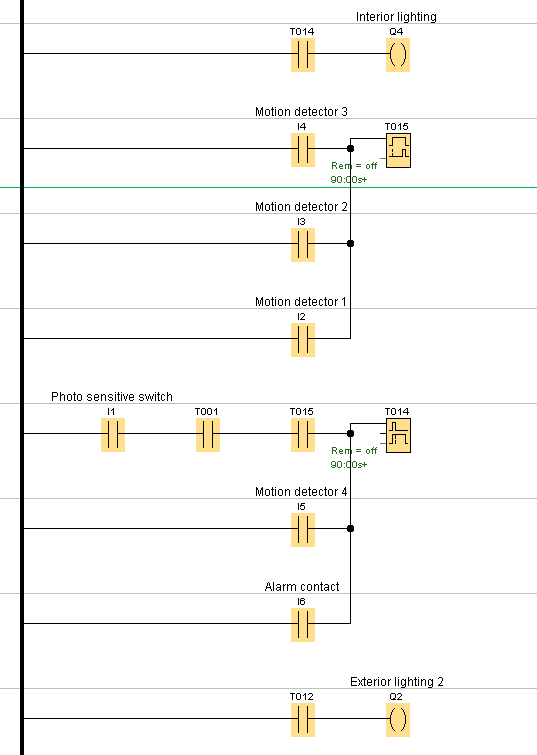 Interior lighting
T014 Q4
Motion detector 3
I4 T015
Rem = off
90:00s+
Motion detector 2
I3
Motion detector 1
I2
Photo sensitive switch
I1 T001 T015 T014
Rem = off
90:00s+
Motion detector 4
I5
Alarm contact
I6
Exterior lighting 2
T012 Q2